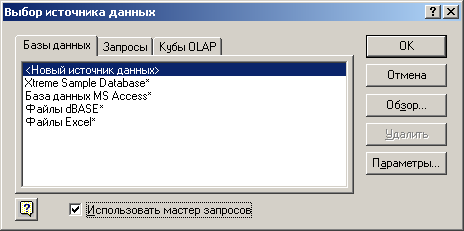 Выбор источника данных
Базы данных Запросы Кубы OLAP
<Новый источник данных>
Xtreme Sample Database*
База данных MS Access*
Файлы dBASE*
Файлы Excel*
OK
Отмена
Обзор...
Удалить
Параметры...
Использовать мастер запросов